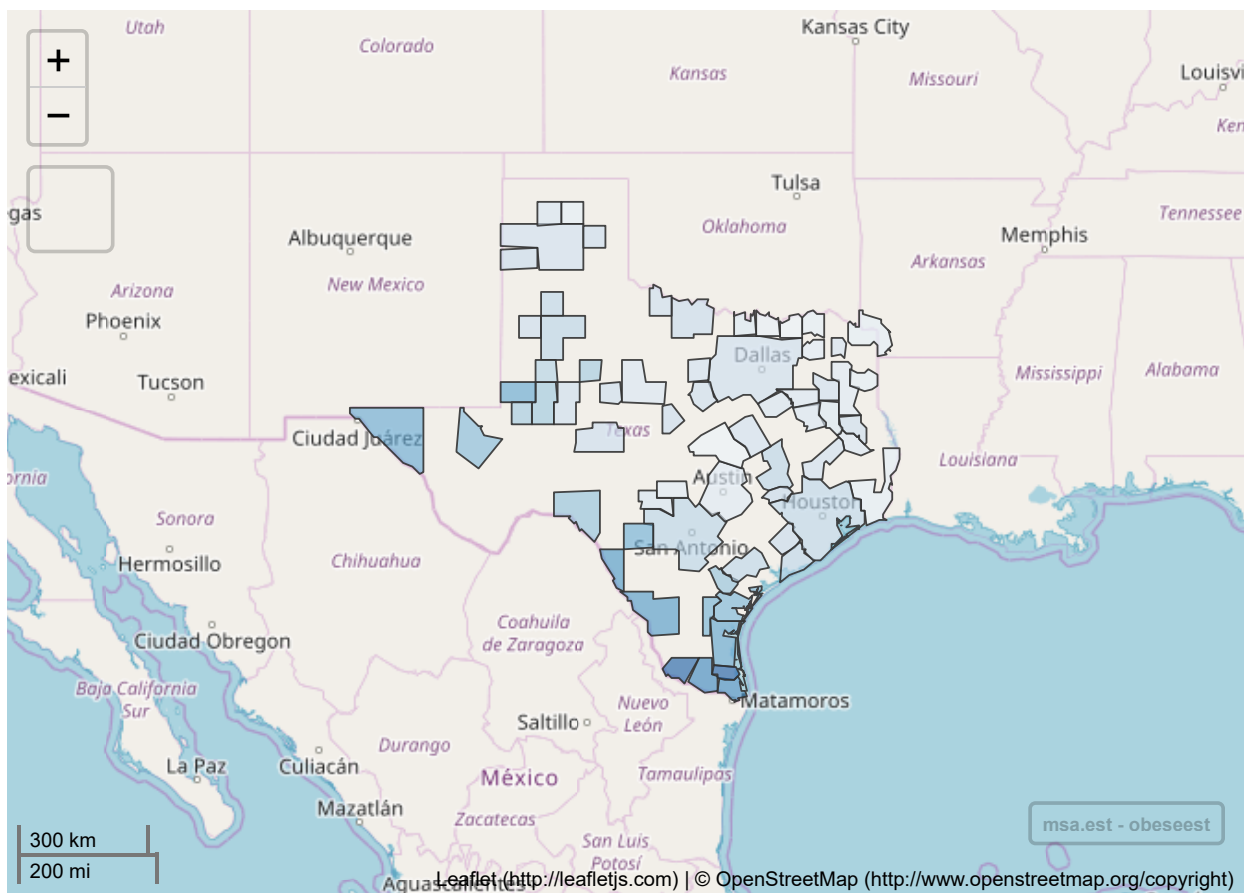 Utah
Colorado
Kansas City
Kansas
Missouri
Louisvi
Ken
Tulsa
Oklahoma
Tennessee
egas
Albuquerque
Memphis
Arkansas
New Mexico
Arizona
Phoenix
Dallas
Mississippi
Alabama
exicali
Tucson
Ciudad Juárez
Texas
Louisiana
Austin
ornia
Houston
Sonora
San Antonio
Hermosillo
Chihuahua
Coahuila
de Zaragoza
Ciudad Obregon
Baja California
Sur
Nuevo
León
Matamoros
Saltillo
Durango
La Paz
Culiacán
México
Tamaulipas
Mazatlán
Zacatecas
San Luis
Potosí
Aguascalientes
+
−
msa.est - obeseest
300 km
200 mi
Leaflet (http://leafletjs.com) | © OpenStreetMap (http://www.openstreetmap.org/copyright)